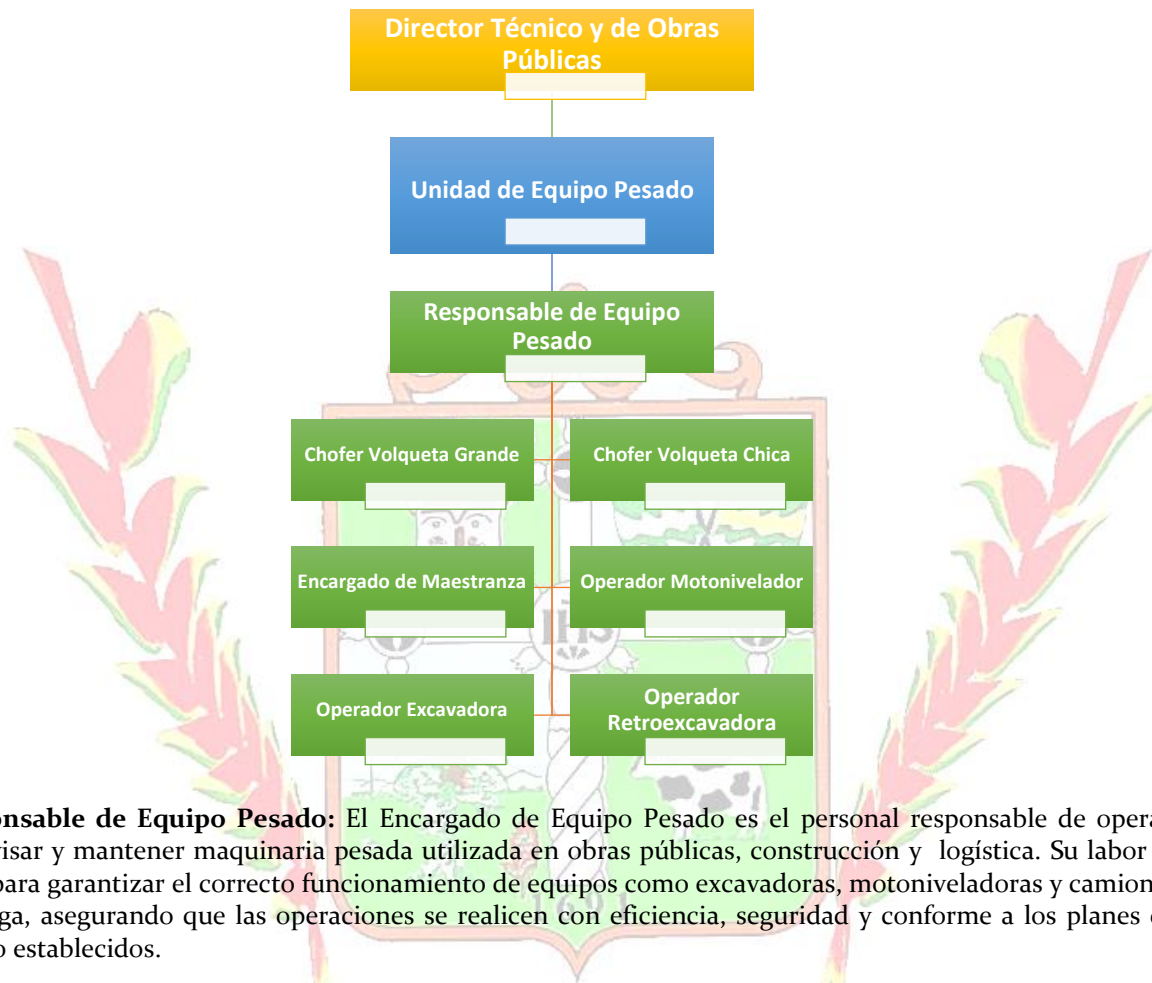 Director Técnico y de Obras
Públicas
Unidad de Equipo Pesado
Responsable de Equipo
Pesado
Chofer Volqueta Grande
Chofer Volqueta Chica
Encargado de Maestranza
Operador Motonivelador
Operador Excavadora
Operador
Retroexcavadora
IHS
onsable de Equipo Pesado: El Encargado de Equipo Pesado es el personal responsable de opera
visar y mantener maquinaria pesada utilizada en obras públicas, construcción y logística. Su labor
para garantizar el correcto funcionamiento de equipos como excavadoras, motoniveladoras y camion
ga, asegurando que las operaciones se realicen con eficiencia, seguridad y conforme a los planes
o establecidos.
1691